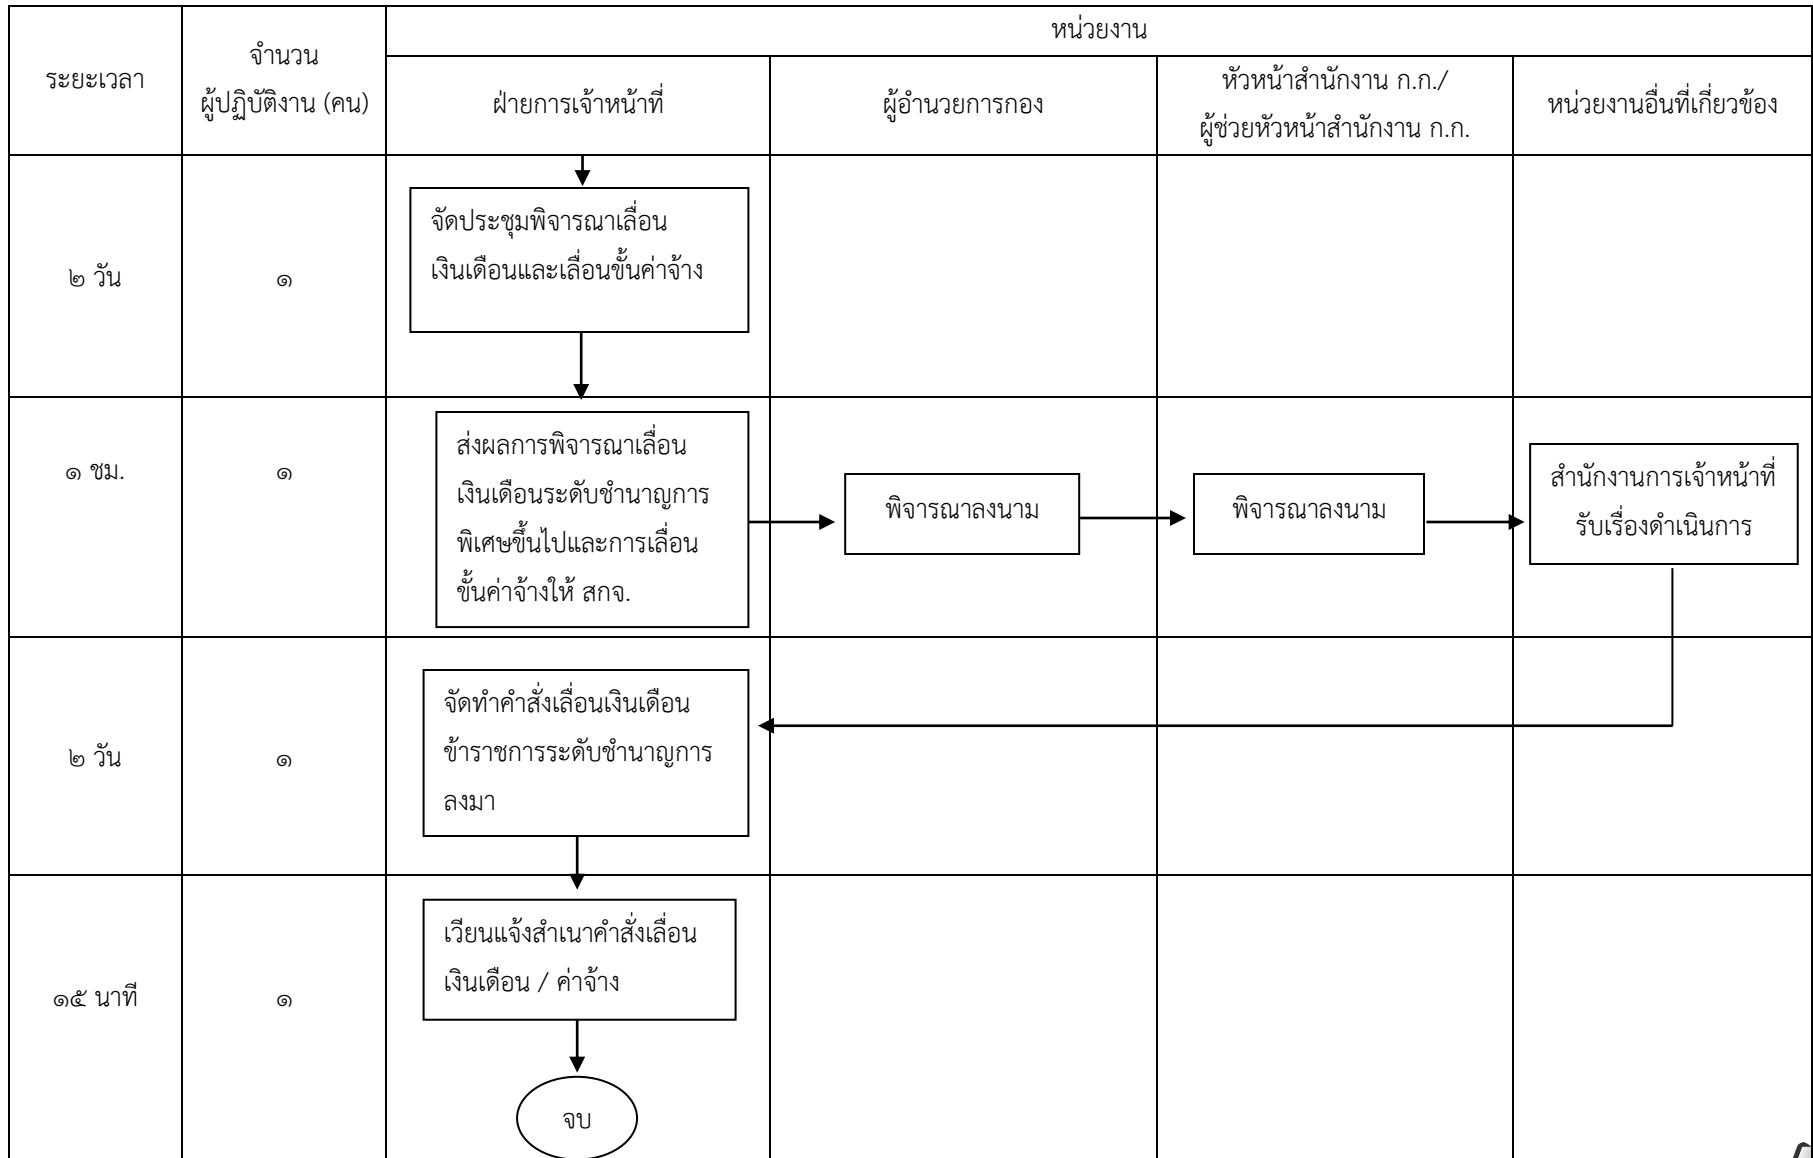 หน่วยงาน
ระยะเวลา
จำนวน
ผู้ปฏิบัติงาน (คน)
ฝ่ายการเจ้าหน้าที่
ผู้อำนวยการกอง
หัวหน้าสำนักงาน ก.ก./
ผู้ช่วยหัวหน้าสำนักงาน ก.ก.
หน่วยงานอื่นที่เกี่ยวข้อง
๒ วัน
๑
จัดประชุมพิจารณาเลื่อน
เงินเดือนและเลื่อนขั้นค่าจ้าง
๑ ชม.
๑
ส่งผลการพิจารณาเลื่อน
เงินเดือนระดับชำนาญการ
พิเศษขึ้นไปและการเลื่อน
ขั้นค่าจ้างให้ สกจ.
พิจารณาลงนาม
พิจารณาลงนาม
สำนักงานการเจ้าหน้าที่
รับเรื่องดำเนินการ
๒ วัน
๑
จัดทำคำสั่งเลื่อนเงินเดือน
ข้าราชการระดับชำนาญการ
ลงมา
๑๕ นาที
๑
เวียนแจ้งสำเนาคำสั่งเลื่อน
เงินเดือน / ค่าจ้าง
จบ